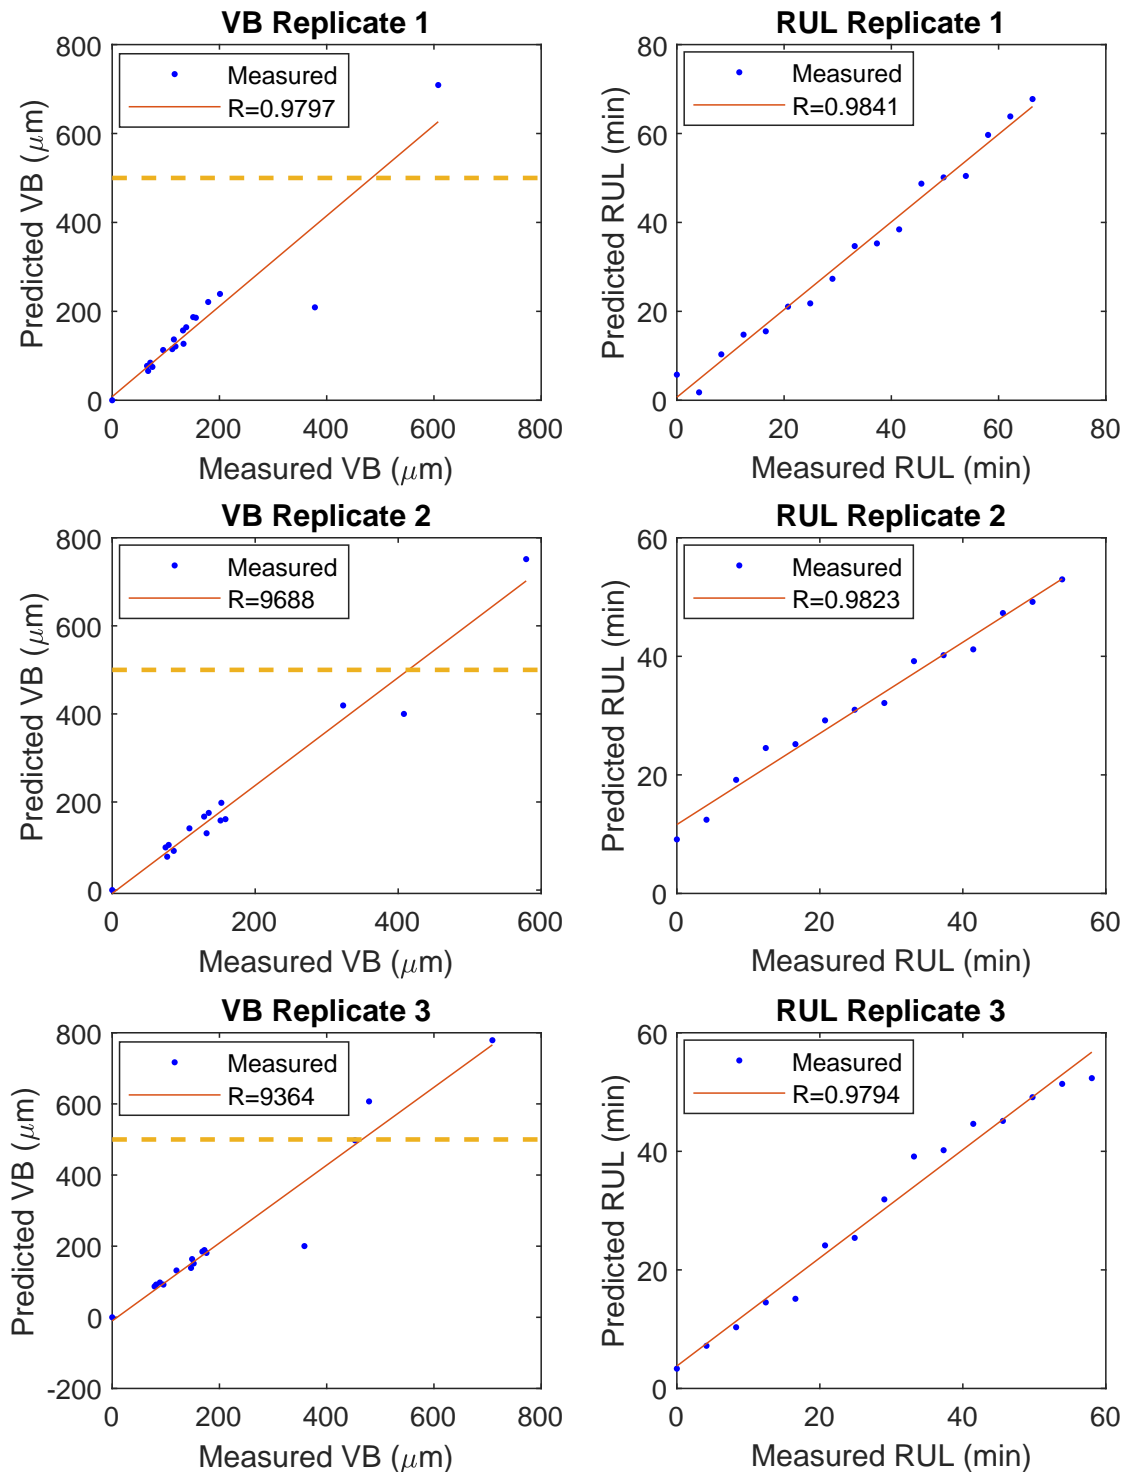 VB Replicate 1
800
600
400
200
0
0 200 400 600 800
Predicted VB (μm)
Measured VB (μm)
Measured
R=0.9797
RUL Replicate 1
80
60
40
20
0
0 20 40 60 80
Predicted RUL (min)
Measured RUL (min)
Measured
R=0.9841
VB Replicate 2
800
600
400
200
0
0 200 400 600
Predicted VB (μm)
Measured VB (μm)
Measured
R=9688
RUL Replicate 2
60
40
20
0
0 20 40 60
Predicted RUL (min)
Measured RUL (min)
Measured
R=0.9823
VB Replicate 3
800
600
400
200
0
-200
0 200 400 600 800
Predicted VB (μm)
Measured VB (μm)
Measured
R=9364
RUL Replicate 3
60
40
20
0
0 20 40 60
Predicted RUL (min)
Measured RUL (min)
Measured
R=0.9794